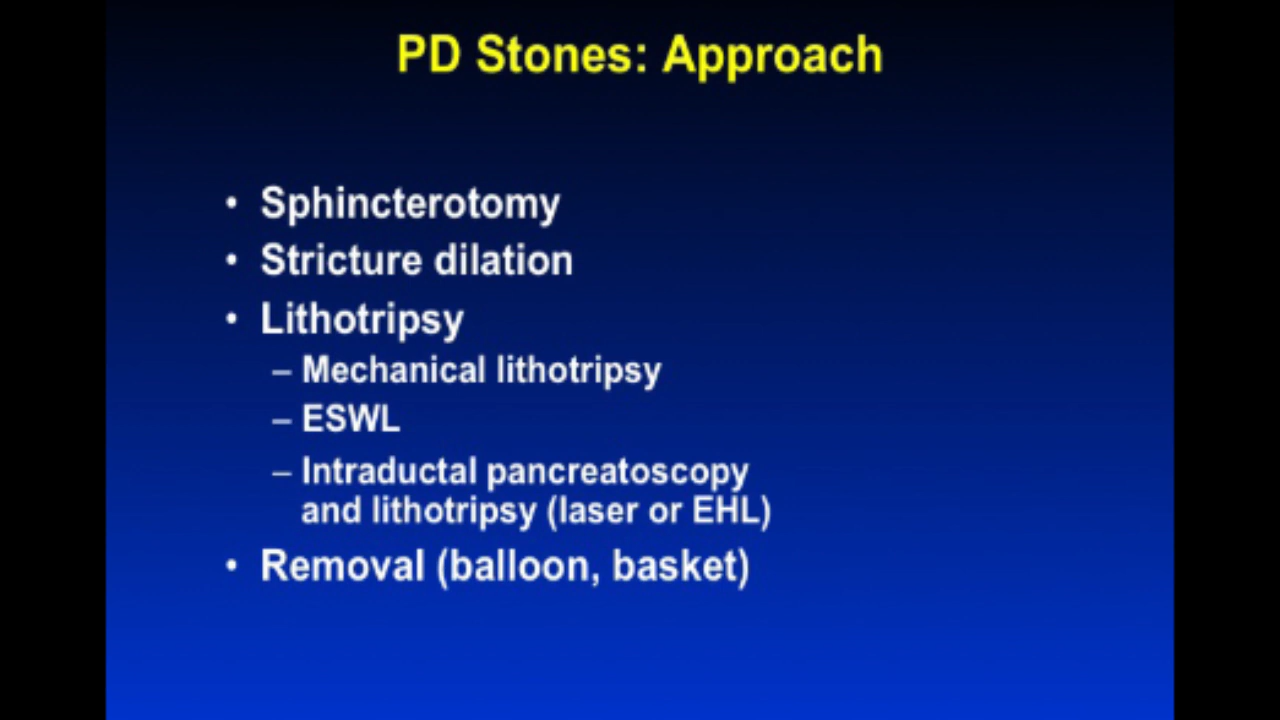 PD Stones: Approach
• Sphincterotomy
• Stricture dilation
• Lithotripsy
– Mechanical lithotripsy
– ESWL
– Intraductal pancreatoscopy
and lithotripsy (laser or EHL)
• Removal (balloon, basket)